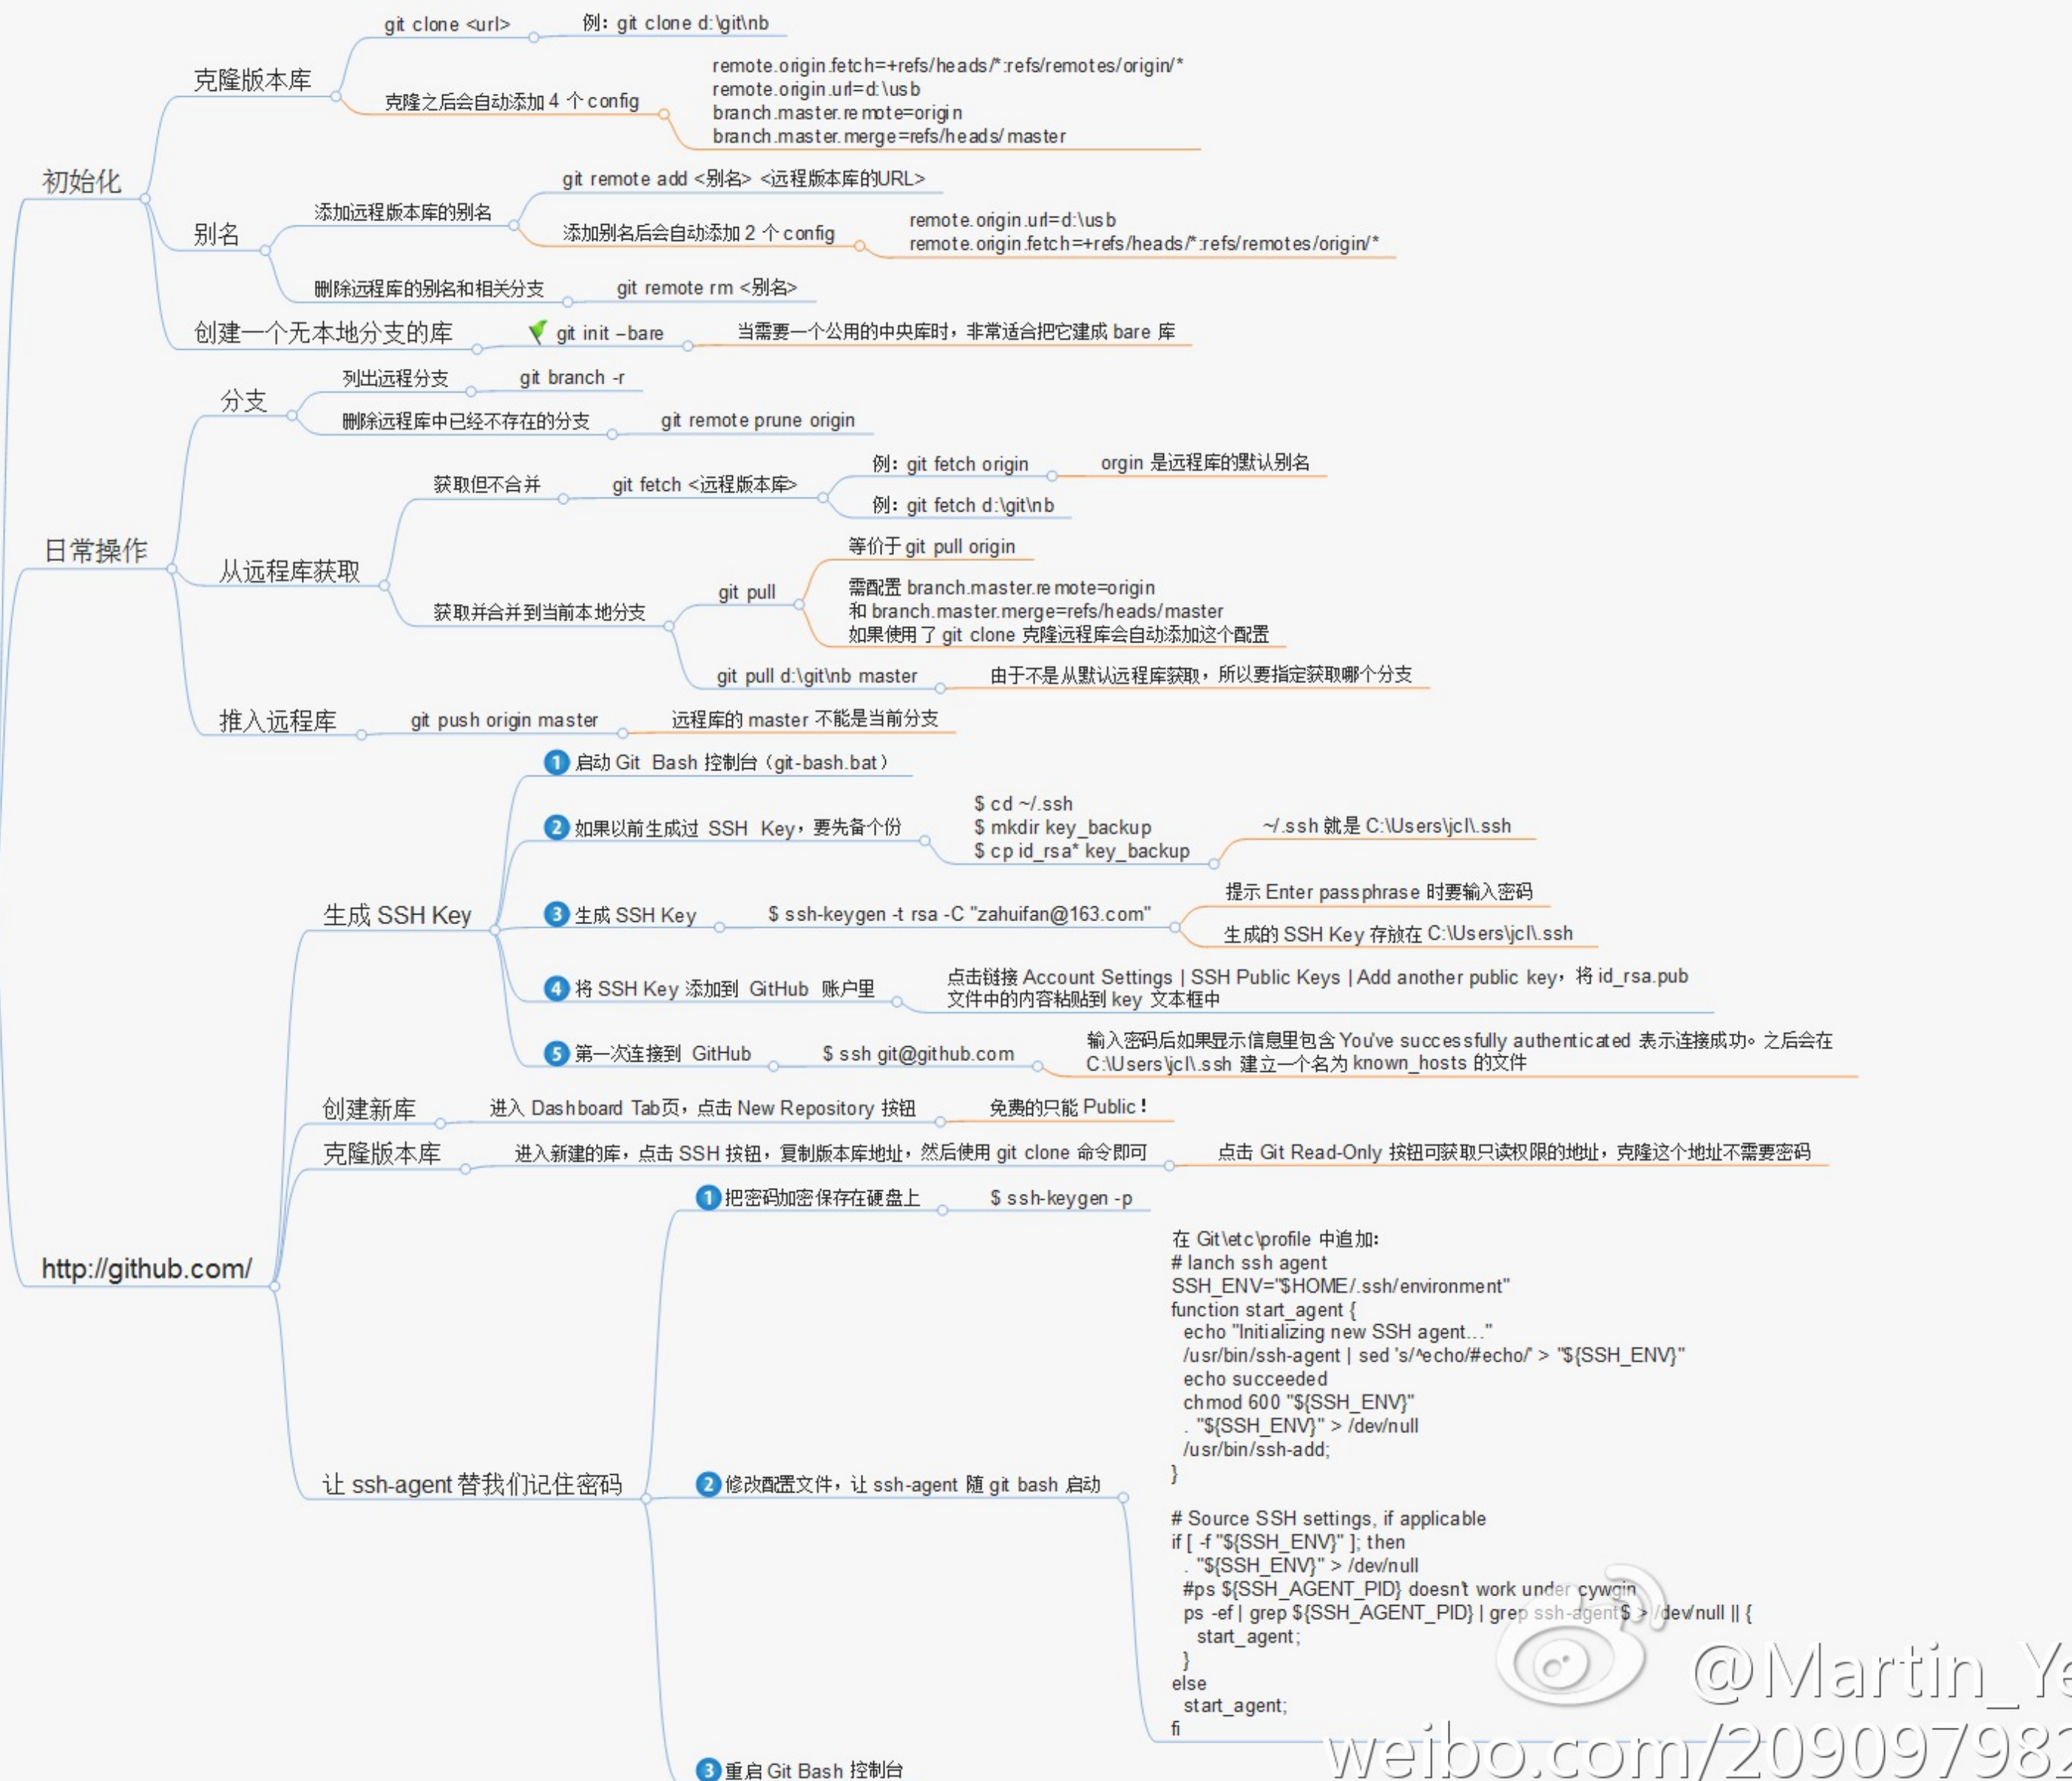 初始化
克隆版本库
git clone <url>
例：git clone d:\git\nb
克隆之后会自动添加 4 个 config
remote.origin.fetch=+refs/heads/*:refs/remotes/origin/*
remote.origin.url=d:\usb
branch.master.remote=origin
branch.master.merge=refs/heads/master
别名
添加远程版本库的别名
git remote add <别名> <远程版本库的URL>
添加别名后会自动添加 2 个 config
remote.origin.url=d:\usb
remote.origin.fetch=+refs/heads/*:refs/remotes/origin/*
删除远程库的别名和相关分支
git remote rm <别名>
创建一个无本地分支的库
git init –bare
当需要一个公用的中央库时，非常适合把它建成 bare 库
日常操作
分支
列出远程分支
git branch -r
删除远程库中已经不存在的分支
git remote prune origin
从远程库获取
获取但不合并
git fetch <远程版本库>
例：git fetch origin
orgin 是远程库的默认别名
例：git fetch d:\git\nb
获取并合并到当前本地分支
git pull
等价于 git pull origin
需配置 branch.master.remote=origin
和 branch.master.merge=refs/heads/master
如果使用了 git clone 克隆远程库会自动添加这个配置
git pull d:\git\nb master
由于不是从默认远程库获取，所以要指定获取哪个分支
推入远程库
git push origin master
远程库的 master 不能是当前分支
http://github.com/
生成 SSH Key
1 启动 Git Bash 控制台（git-bash.bat）
2 如果以前生成过 SSH Key，要先备个份
$ cd ~/.ssh
$ mkdir key_backup
$ cp id_rsa* key_backup
~/.ssh 就是 C:\Users\jcl\.ssh
3 生成 SSH Key
$ ssh-keygen -t rsa -C "zahuifan@163.com"
提示 Enter passphrase 时要输入密码
生成的 SSH Key 存放在 C:\Users\jcl\.ssh
4 将 SSH Key 添加到 GitHub 账户里
点击链接 Account Settings | SSH Public Keys | Add another public key，将 id_rsa.pub
文件中的内容粘贴到 key 文本框中
5 第一次连接到 GitHub
$ ssh git@github.com
输入密码后如果显示信息里包含 You've successfully authenticated 表示连接成功。之后会在
C:\Users\jcl\.ssh 建立一个名为 known_hosts 的文件
创建新库
进入 Dashboard Tab页，点击 New Repository 按钮
免费的只能 Public！
克隆版本库
进入新建的库，点击 SSH 按钮，复制版本库地址，然后使用 git clone 命令即可
点击 Git Read-Only 按钮可获取只读权限的地址，克隆这个地址不需要密码
让 ssh-agent 替我们记住密码
1 把密码加密保存在硬盘上
$ ssh-keygen -p
2 修改配置文件，让 ssh-agent 随 git bash 启动
在 Git\etc\profile 中追加：
# lanch ssh agent
SSH_ENV="$HOME/.ssh/environment"
function start_agent {
echo "Initializing new SSH agent..."
/usr/bin/ssh-agent | sed 's/^echo/#echo/' > "${SSH_ENV}"
echo succeeded
chmod 600 "${SSH_ENV}"
. "${SSH_ENV}" > /dev/null
/usr/bin/ssh-add;
}
# Source SSH settings, if applicable
if [ -f "${SSH_ENV}" ]; then
. "${SSH_ENV}" > /dev/null
#ps ${SSH_AGENT_PID} doesn't work under cywgin
ps -ef | grep ${SSH_AGENT_PID} | grep ssh-agent$ > /dev/null || {
start_agent;
}
else
start_agent;
fi
3 重启 Git Bash 控制台
@Martin_Ye
weibo.com/209097982